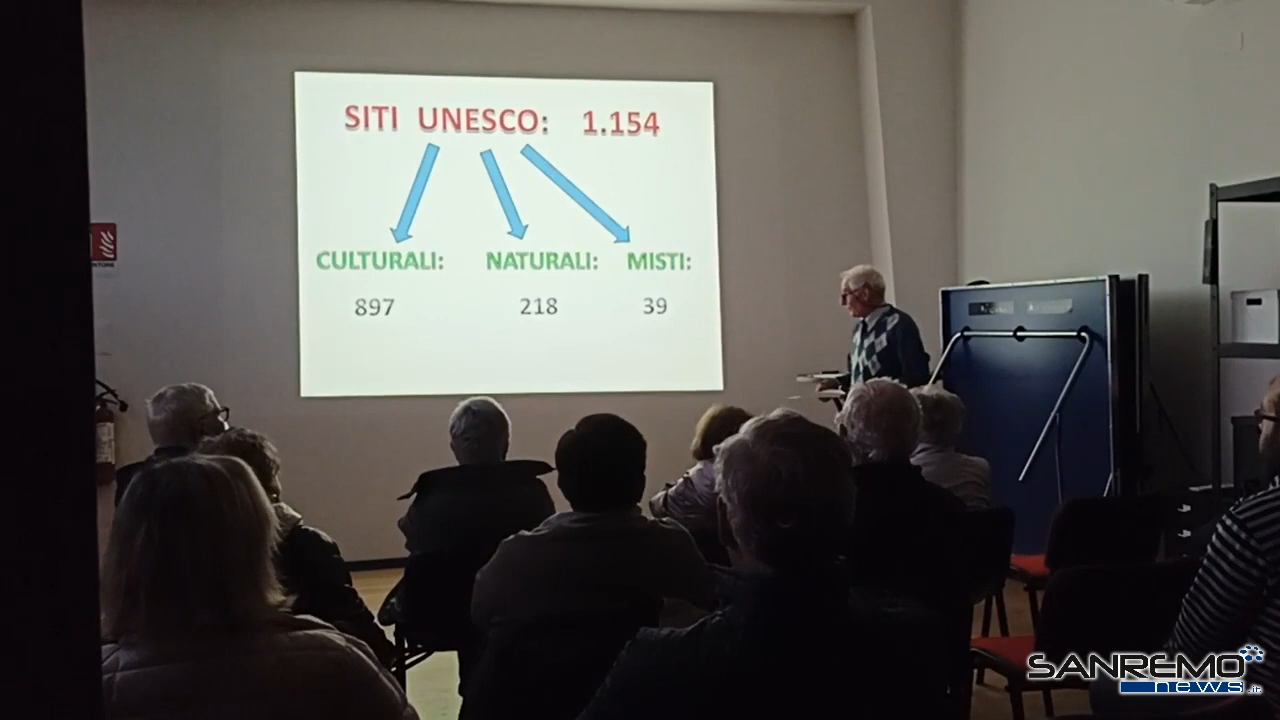 SITI UNESCO: 1.154
CULTURALI: NATURALI: MISTI:
897 218 39
SANREMO
news.it